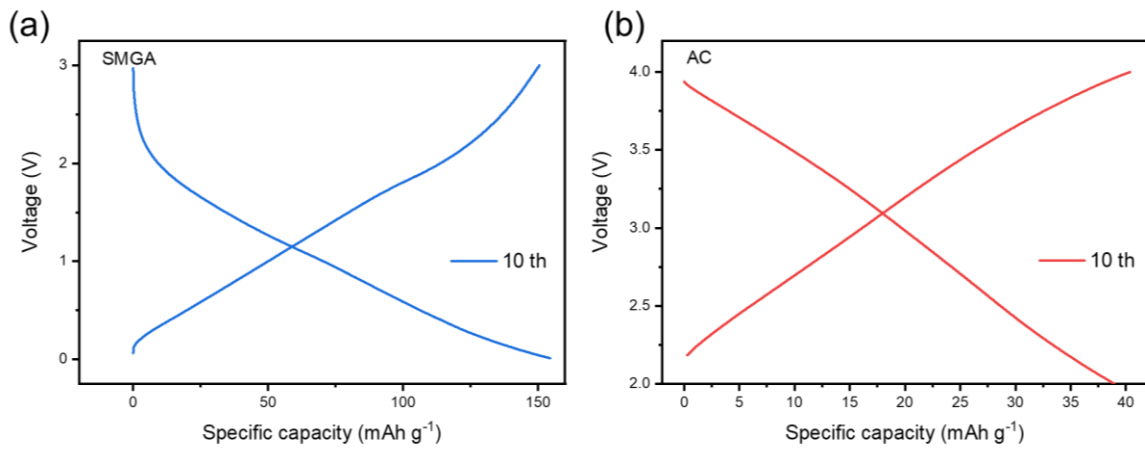 (a)
SMGA
Voltage (V)
3
2
1
0
10 th
0 50 100 150
Specific capacity (mAh g⁻¹)
(b)
AC
Voltage (V)
4.0
3.5
3.0
2.5
2.0
10 th
0 5 10 15 20 25 30 35 40
Specific capacity (mAh g⁻¹)